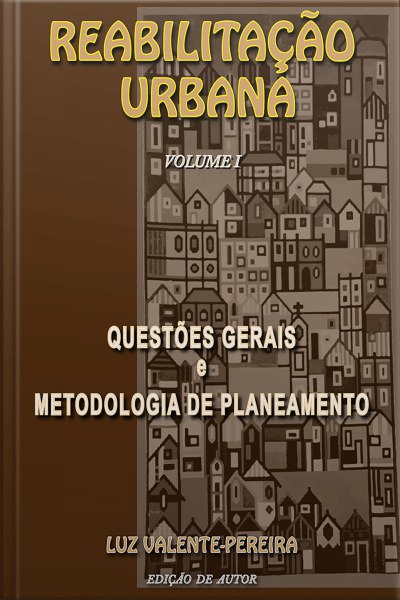 REABILITAÇÃO
URBANA
VOLUME I
QUESTÕES GERAIS
e
METODOLOGIA DE PLANEAMENTO
LUZ VALENTE-PEREIRA
EDIÇÃO DE AUTOR